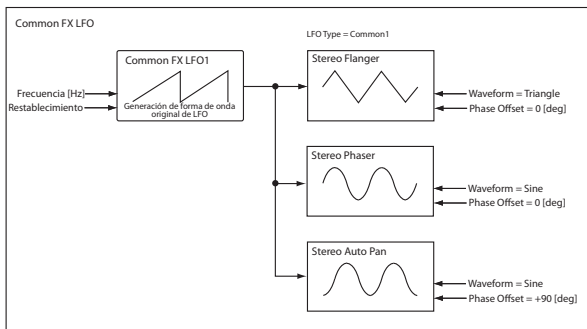 Common FX LFO
LFO Type = Common1
Common FX LFO1
Generación de forma de onda
original de LFO
Frecuencia [Hz]
Restablecimiento
Stereo Flanger
Waveform = Triangle
Phase Offset = 0 [deg]
Stereo Phaser
Waveform = Sine
Phase Offset = 0 [deg]
Stereo Auto Pan
Waveform = Sine
Phase Offset = +90 [deg]